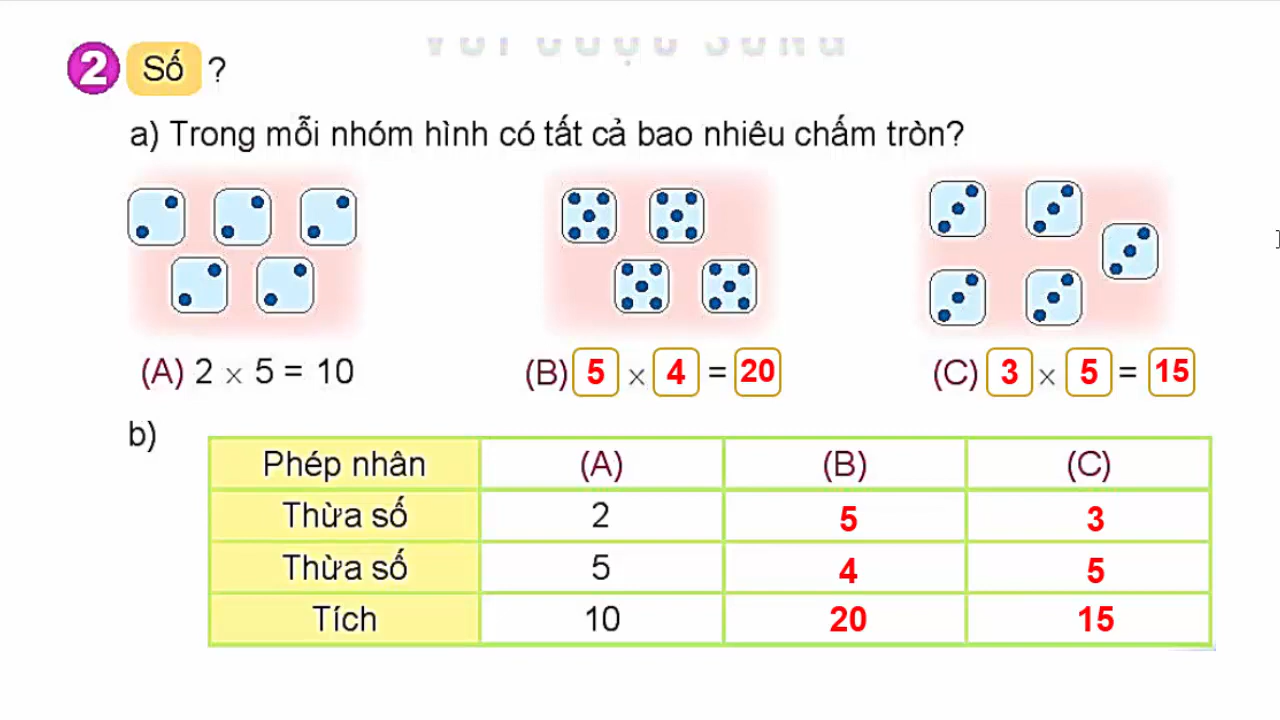 2 Số ?
a) Trong mỗi nhóm hình có tất cả bao nhiêu chấm tròn?
(A) 2 × 5 = 10 (B) 5 × 4 = 20 (C) 3 × 5 = 15
b)
Phép nhân (A) (B) (C)
Thừa số 2 5 3
Thừa số 5 4 5
Tích 10 20 15